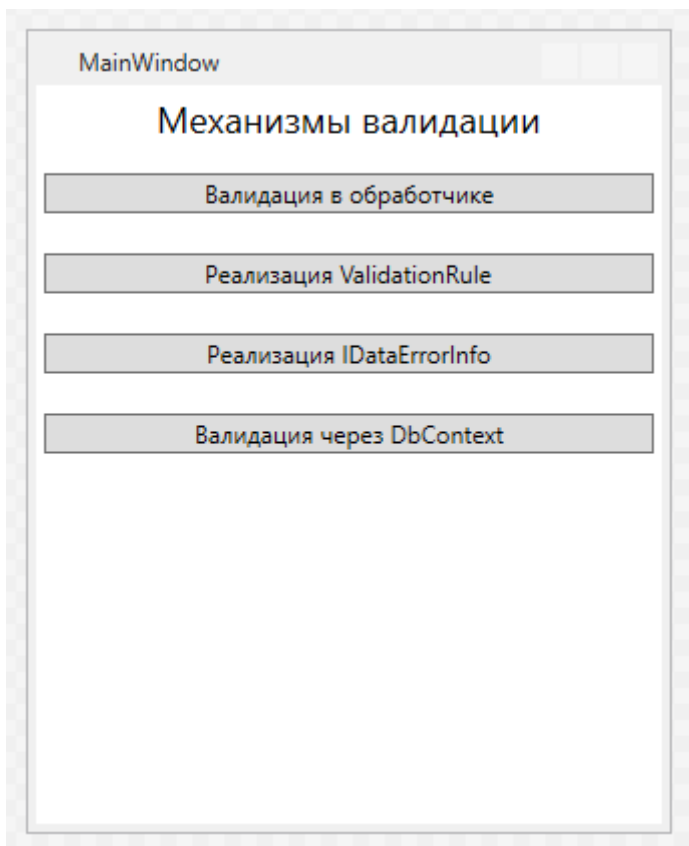 MainWindow
Механизмы валидации
Валидация в обработчике
Реализация ValidationRule
Реализация IDataErrorInfo
Валидация через DbContext